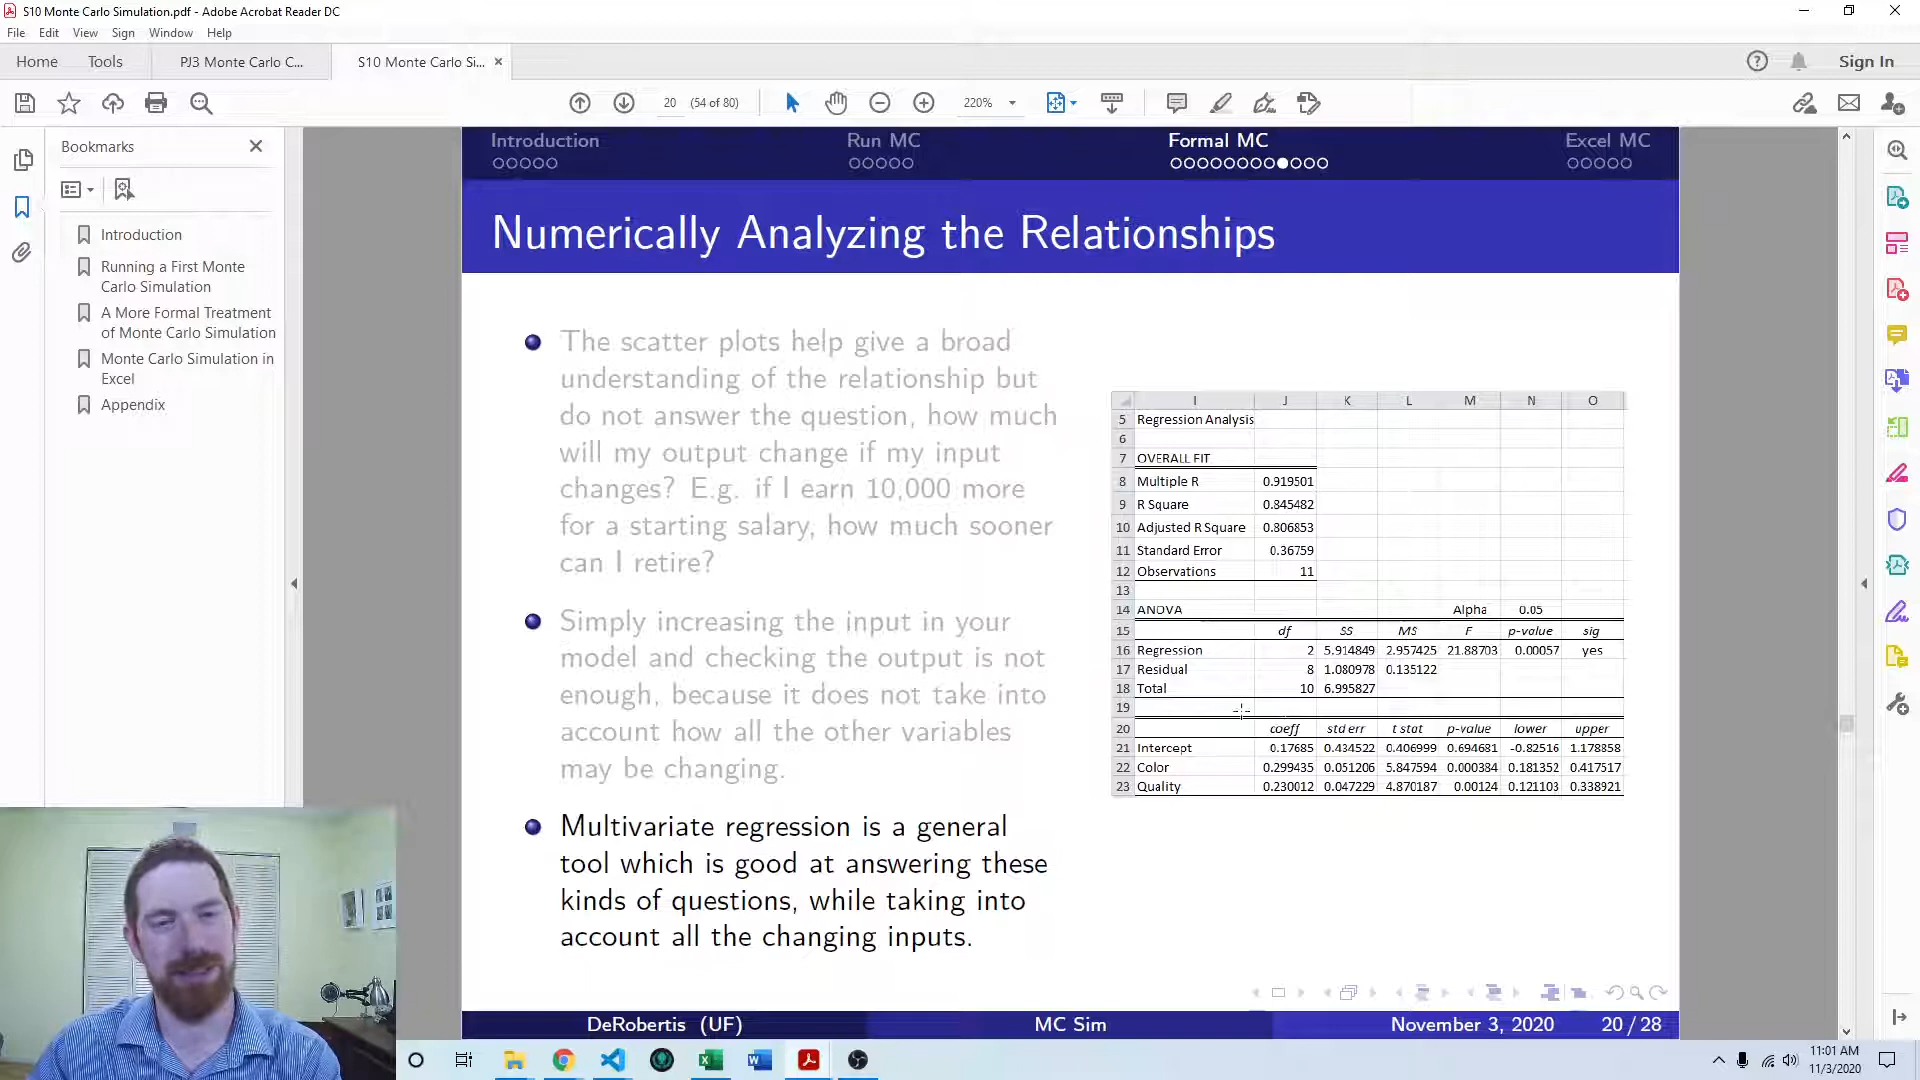 S10 Monte Carlo Simulation.pdf - Adobe Acrobat Reader DC
File Edit View Sign Window Help
Home Tools PJ3 Monte Carlo C... S10 Monte Carlo Si... Sign In
20 (54 of 80) 220%
Bookmarks
Introduction
Running a First Monte
Carlo Simulation
A More Formal Treatment
of Monte Carlo Simulation
Monte Carlo Simulation in
Excel
Appendix
Introduction Run MC Formal MC Excel MC
Numerically Analyzing the Relationships
The scatter plots help give a broad
understanding of the relationship but
do not answer the question, how much
will my output change if my input
changes? E.g. if I earn 10,000 more
for a starting salary, how much sooner
can I retire?
Simply increasing the input in your
model and checking the output is not
enough, because it does not take into
account how all the other variables
may be changing.
Multivariate regression is a general
tool which is good at answering these
kinds of questions, while taking into
account all the changing inputs.
I J K L M N O
5 Regression Analysis
6
7 OVERALL FIT
8 Multiple R 0.919501
9 R Square 0.845482
10 Adjusted R Square 0.806853
11 Standard Error 0.36759
12 Observations 11
13
14 ANOVA Alpha 0.05
15 df SS MS F p-value sig
16 Regression 2 5.914849 2.957425 21.88703 0.00057 yes
17 Residual 8 1.080978 0.135122
18 Total 10 6.995827
19
20 coeff std err t stat p-value lower upper
21 Intercept 0.17685 0.434522 0.406999 0.694681 -0.82516 1.178858
22 Color 0.299435 0.051206 5.847594 0.000384 0.181352 0.417517
23 Quality 0.230012 0.047229 4.870187 0.00124 0.121103 0.338921
DeRobertis (UF) MC Sim November 3, 2020 20 / 28
11:01 AM
11/3/2020